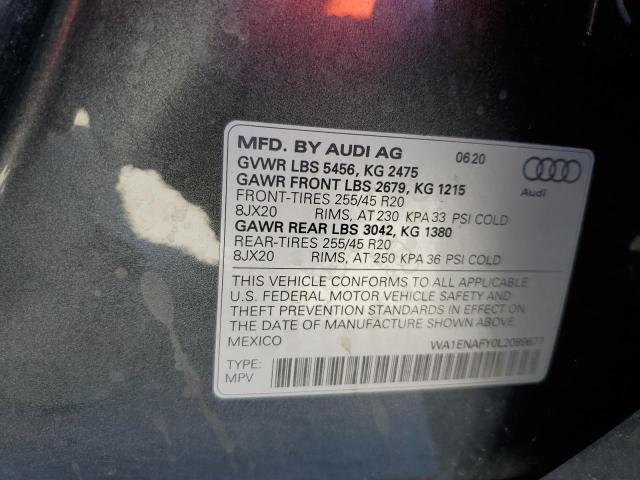 MFD. BY AUDI AG 0620
GVWR LBS 5456, KG 2475
GAWR FRONT LBS 2679, KG 1215
FRONT-TIRES 255/45 R20
8JX20 RIMS, AT 230 KPA 33 PSI COLD
GAWR REAR LBS 3042, KG 1380
REAR-TIRES 255/45 R20
8JX20 RIMS, AT 250 KPA 36 PSI COLD
Audi
THIS VEHICLE CONFORMS TO ALL APPLICABLE
U.S. FEDERAL MOTOR VEHICLE SAFETY AND
THEFT PREVENTION STANDARDS IN EFFECT ON
THE DATE OF MANUFACTURE SHOWN ABOVE.
MEXICO WA1ENAFY0L2089677
TYPE:
MPV